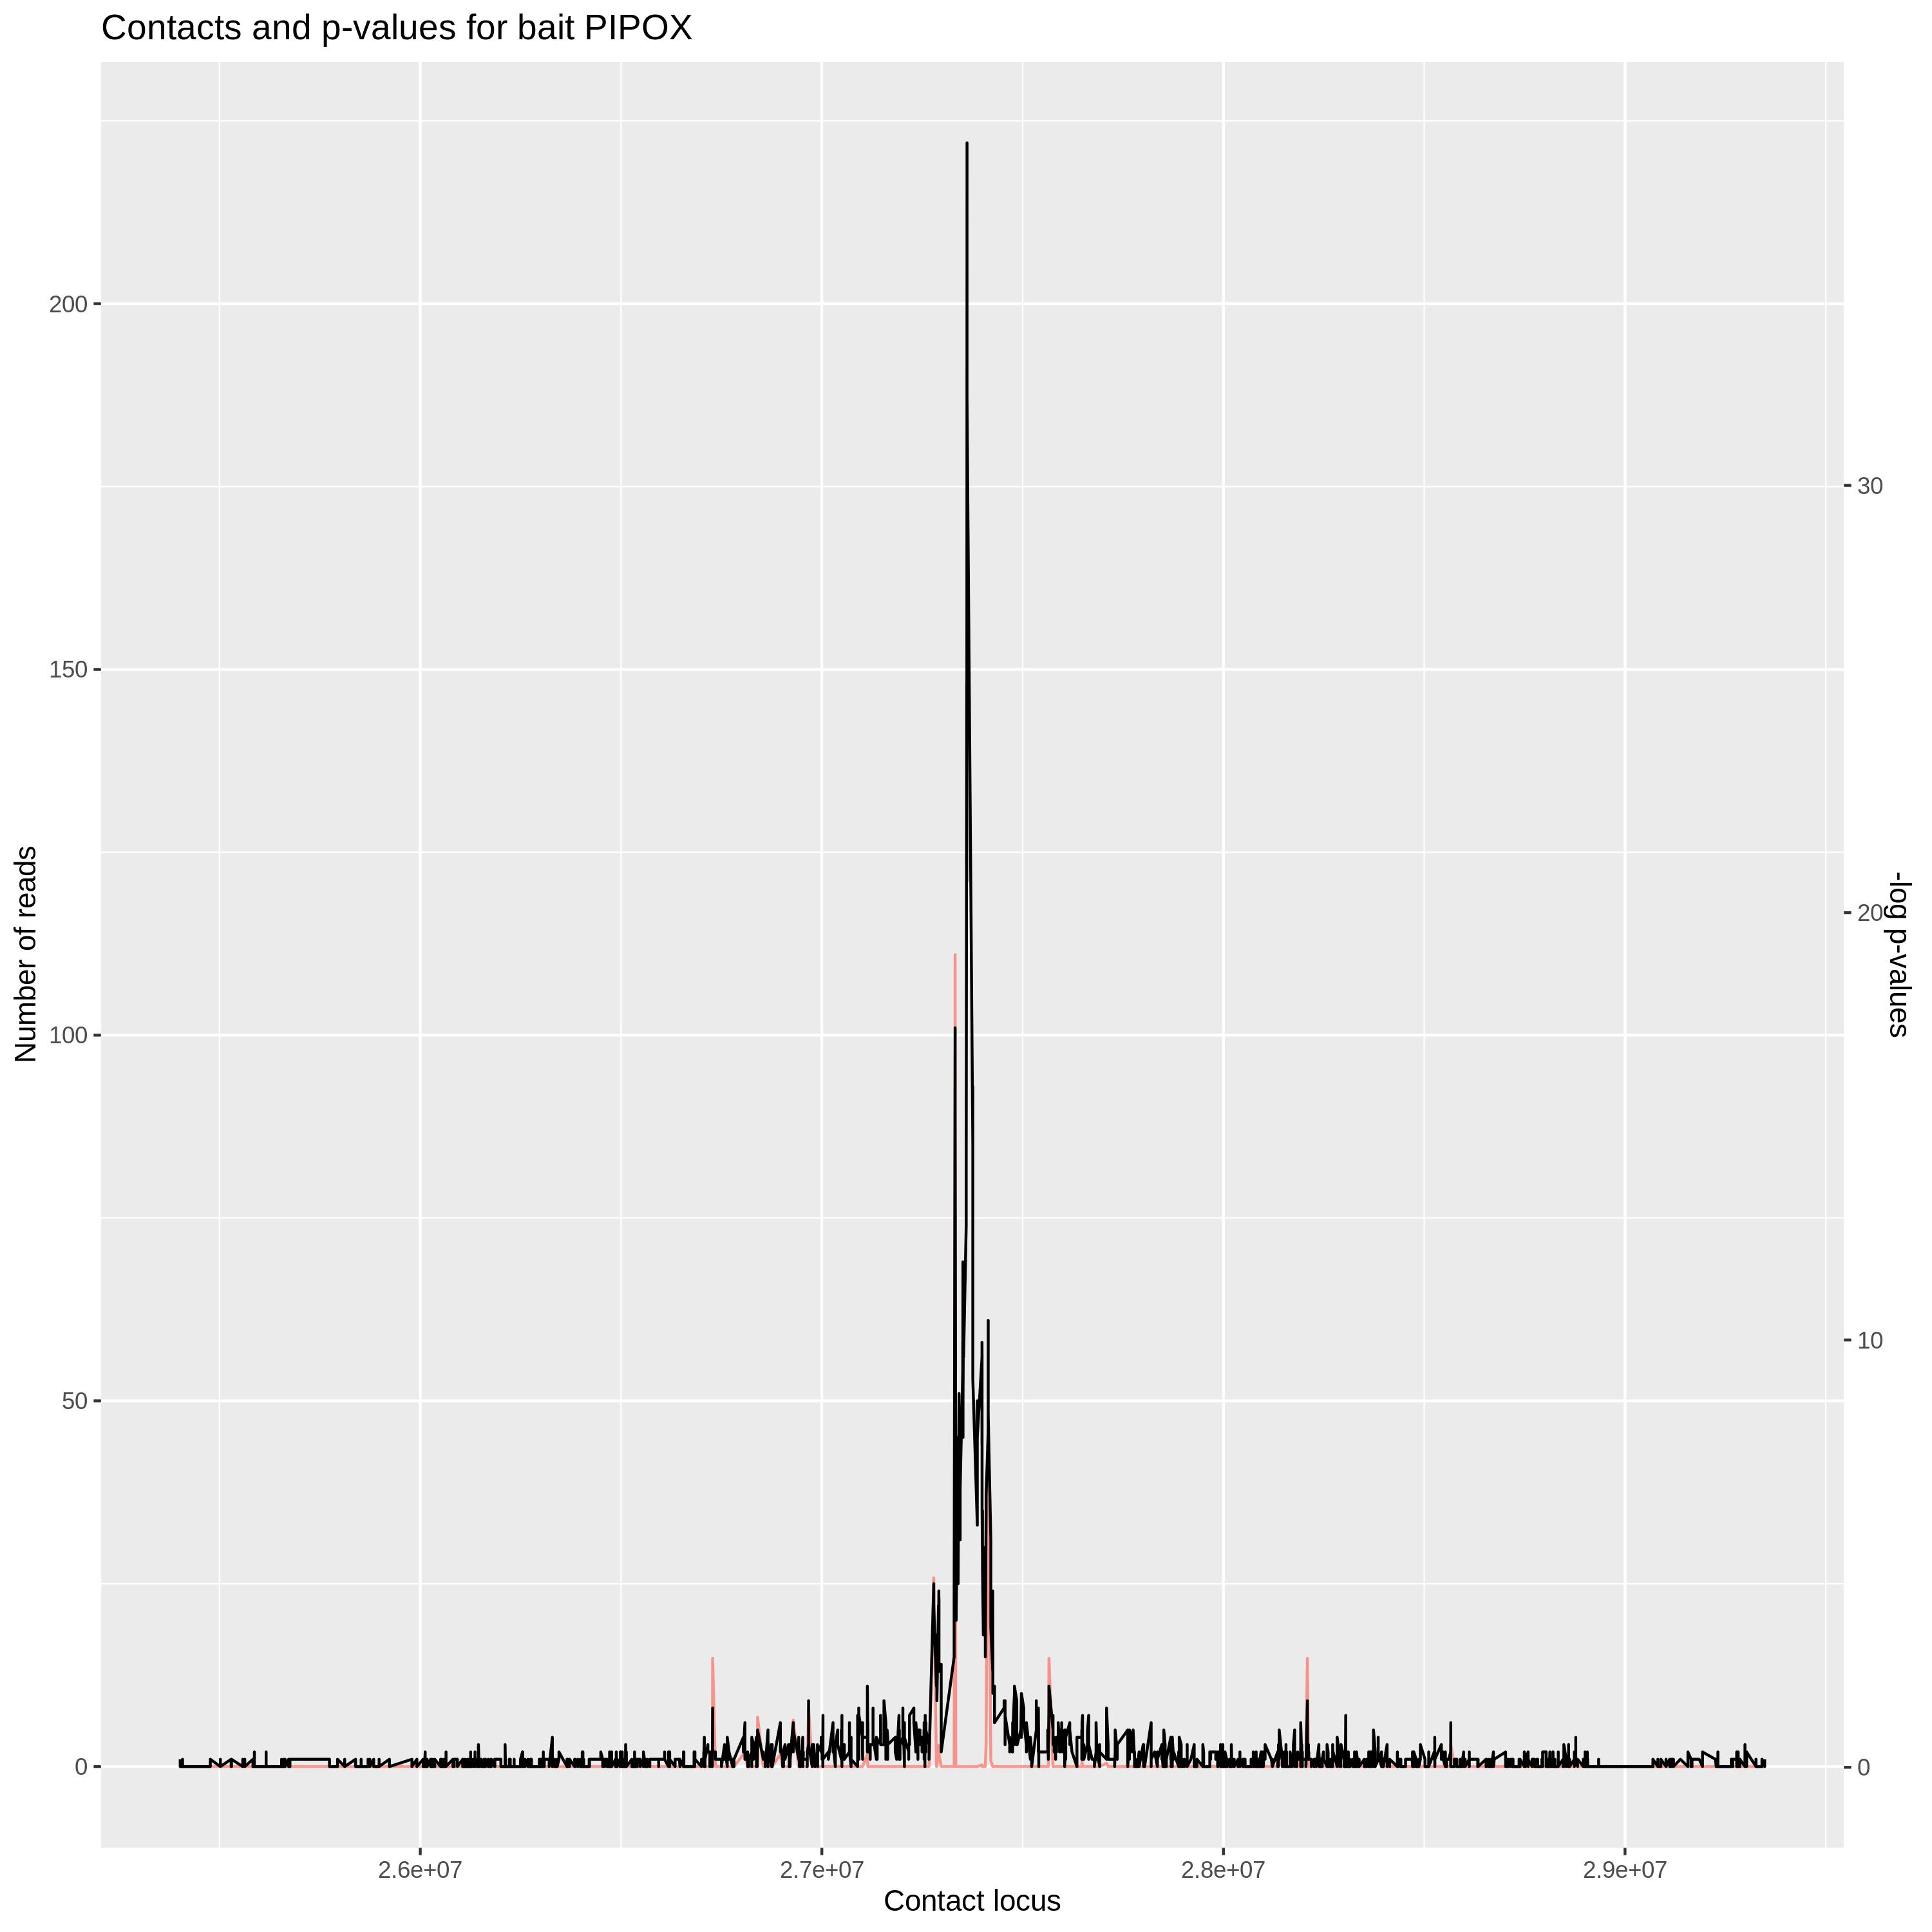 Contacts and p-values for bait PIPOX
200
150
100
50
0
30
20
10
0
Number of reads
-log p-values
2.6e+07
2.7e+07
2.8e+07
2.9e+07
Contact locus